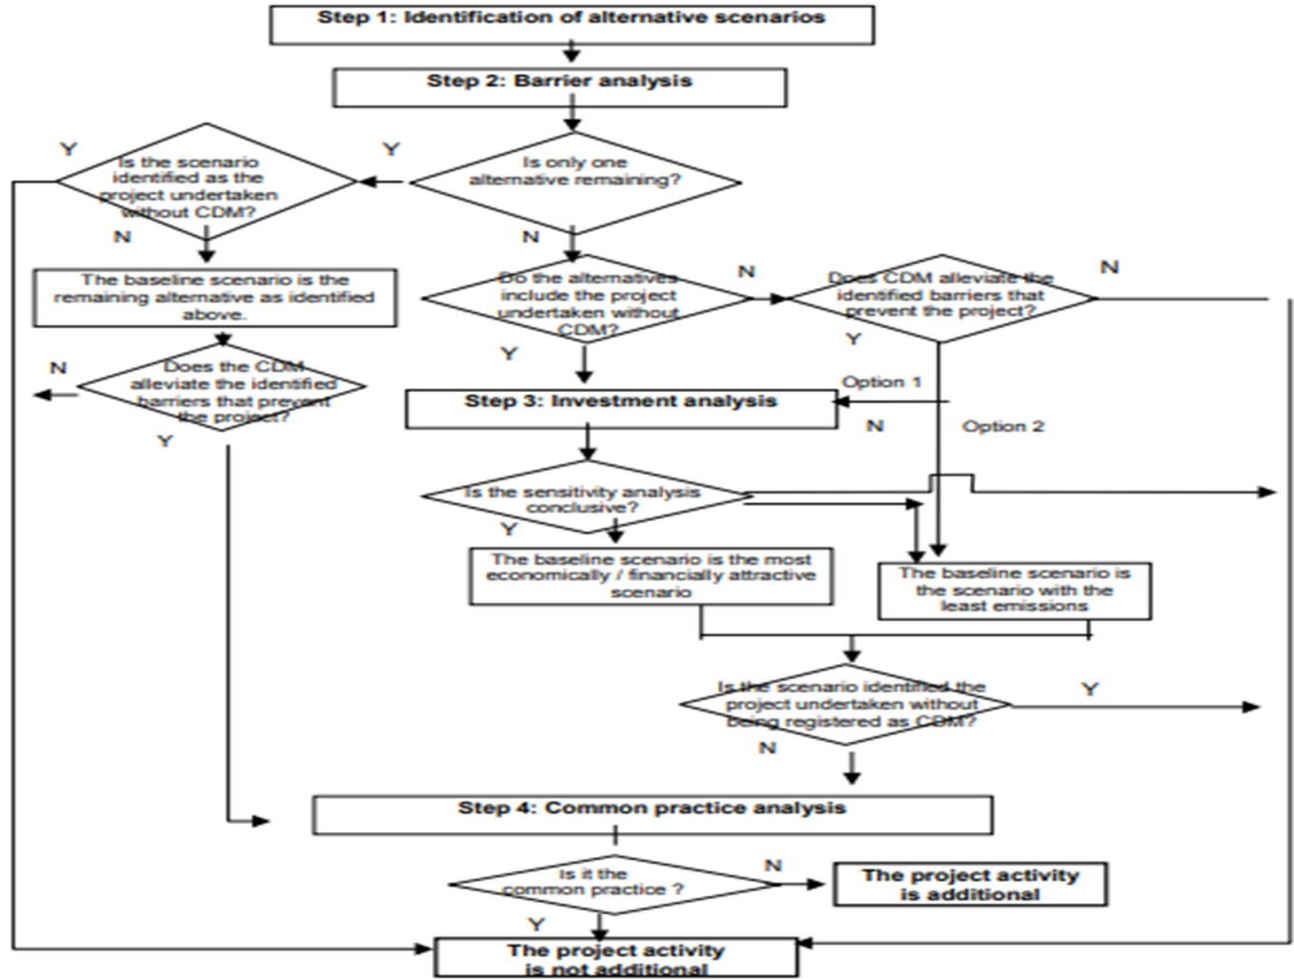 Step 1: Identification of alternative scenarios
Step 2: Barrier analysis
Y
Is the scenario
identified as the
project undertaken
without CDM?
Y
Is only one
alternative remaining?
N
N
The baseline scenario is the
remaining alternative as identified
above.
Do the alternatives
include the project
undertaken without
CDM?
N
Does CDM alleviate the
identified barriers that
prevent the project?
N
Y
Y
N
Does the CDM
alleviate the identified
barriers that prevent
the project?
Y
Option 1
Step 3: Investment analysis
N
Option 2
Is the sensitivity analysis
conclusive?
Y
The baseline scenario is the most
economically / financially attractive
scenario
The baseline scenario is
the scenario with the
least emissions
Is the scenario identified the
project undertaken without
being registered as CDM?
Y
N
Step 4: Common practice analysis
Is it the
common practice ?
N
The project activity
is additional
Y
The project activity
is not additional